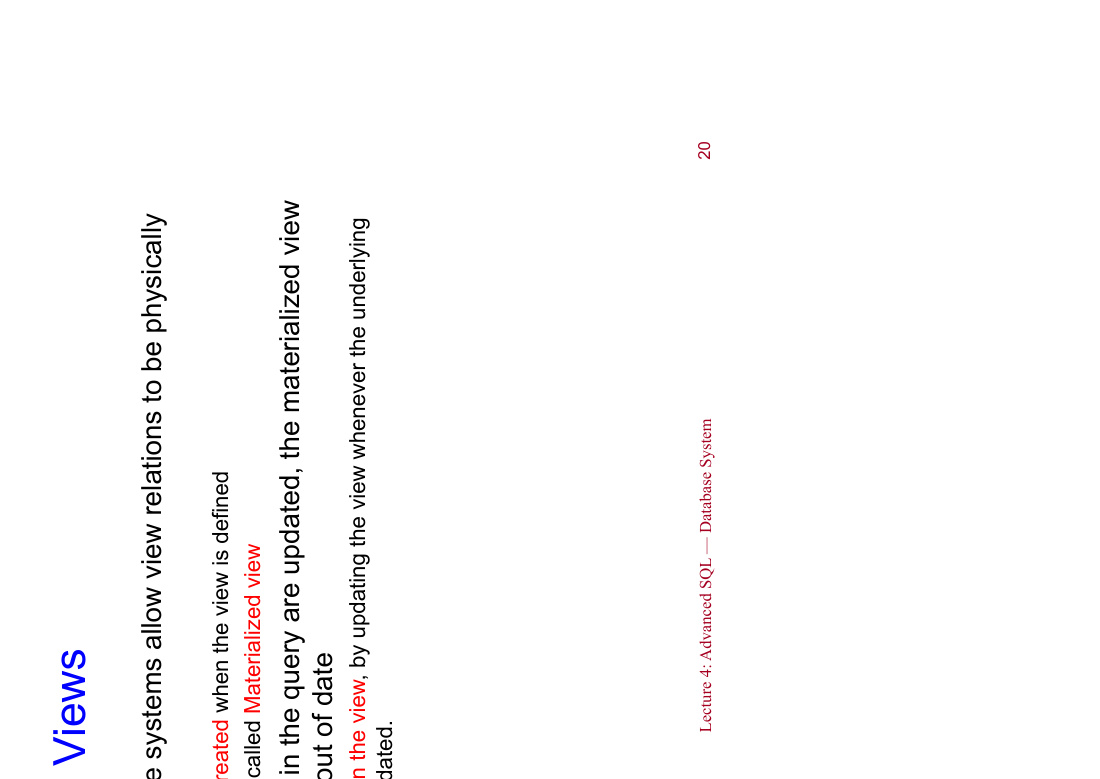 Views
e systems allow view relations to be physically
reated when the view is defined
called Materialized view
in the query are updated, the materialized view
out of date
n the view, by updating the view whenever the underlying
dated.
Lecture 4: Advanced SQL — Database System
20